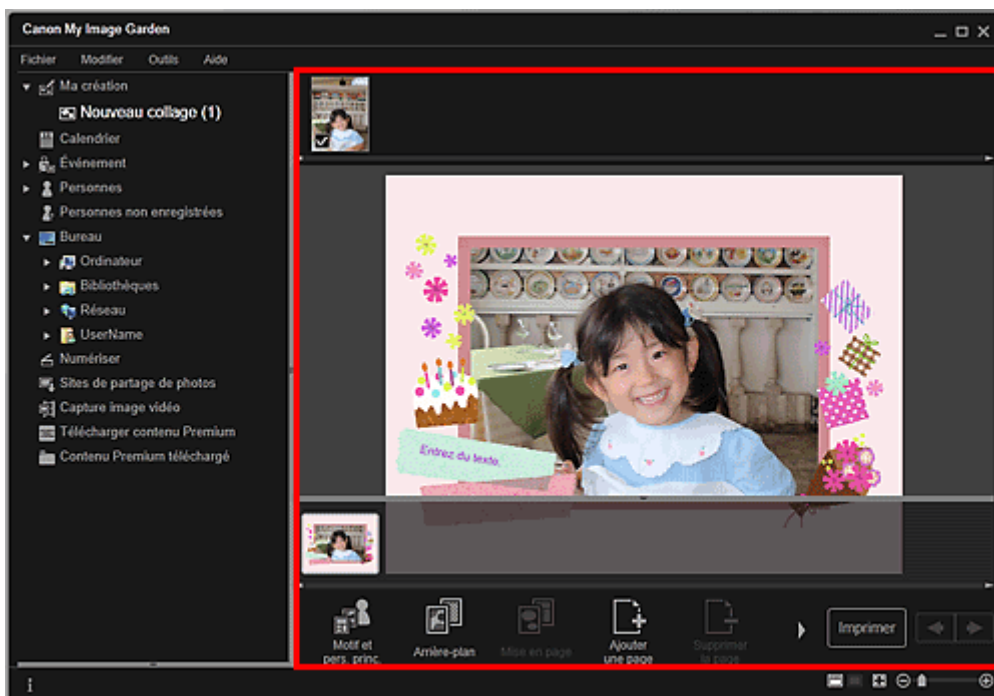 Canon My Image Garden
Fichier Modifier Outils Aide
Ma création
Nouveau collage (1)
Calendrier
Événement
Personnes
Personnes non enregistrées
Bureau
Ordinateur
Bibliothèques
Réseau
UserName
Numériser
Sites de partage de photos
Capture image vidéo
Télécharger contenu Premium
Contenu Premium téléchargé
Entrez du texte.
Motif et
pers. princ.
Arrière-plan
Mise en page
Ajouter
une page
Supprimer
la page
Imprimer